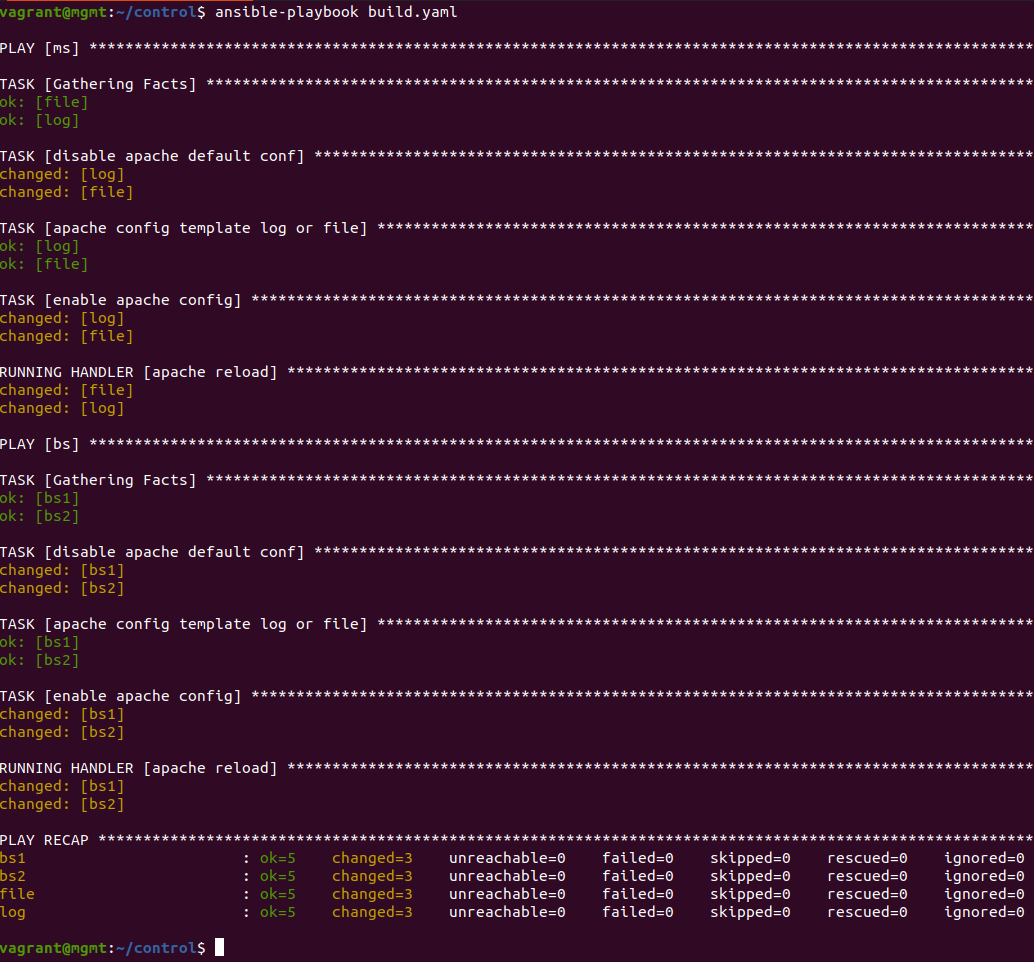 vagrant@mgmt:~/control$ ansible-playbook build.yaml
PLAY [ms] *********************************************************************************************************
TASK [Gathering Facts] ********************************************************************************************
ok: [file]
ok: [log]
TASK [disable apache default conf] ********************************************************************************
changed: [log]
changed: [file]
TASK [apache config template log or file] *************************************************************************
ok: [log]
ok: [file]
TASK [enable apache config] ***************************************************************************************
changed: [log]
changed: [file]
RUNNING HANDLER [apache reload] ***********************************************************************************
changed: [file]
changed: [log]
PLAY [bs] *********************************************************************************************************
TASK [Gathering Facts] ********************************************************************************************
ok: [bs1]
ok: [bs2]
TASK [disable apache default conf] ********************************************************************************
changed: [bs1]
changed: [bs2]
TASK [apache config template log or file] *************************************************************************
ok: [bs1]
ok: [bs2]
TASK [enable apache config] ***************************************************************************************
changed: [bs1]
changed: [bs2]
RUNNING HANDLER [apache reload] ***********************************************************************************
changed: [bs1]
changed: [bs2]
PLAY RECAP ********************************************************************************************************
bs1                        : ok=5    changed=3    unreachable=0    failed=0    skipped=0    rescued=0    ignored=0
bs2                        : ok=5    changed=3    unreachable=0    failed=0    skipped=0    rescued=0    ignored=0
file                       : ok=5    changed=3    unreachable=0    failed=0    skipped=0    rescued=0    ignored=0
log                        : ok=5    changed=3    unreachable=0    failed=0    skipped=0    rescued=0    ignored=0
vagrant@mgmt:~/control$